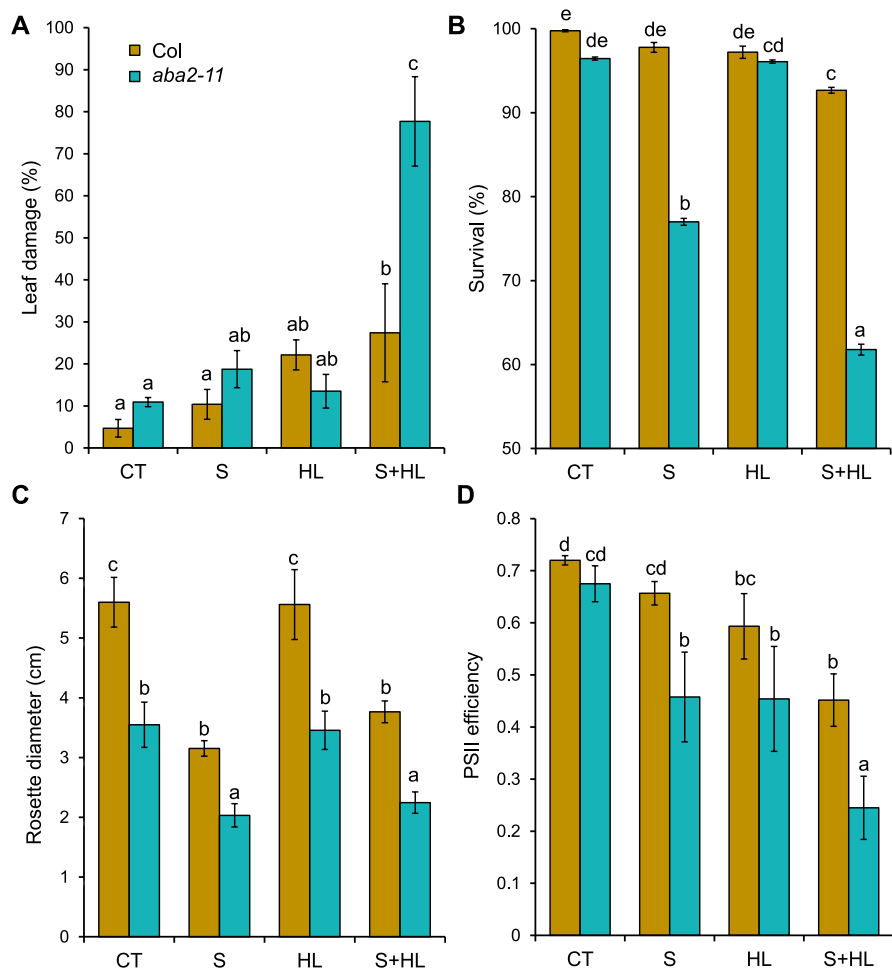 A
100
90
80
70
60
50
40
30
20
10
0
Leaf damage (%)
Col
aba2-11
a
a
a
ab
ab
ab
b
c
CT
S
HL
S+HL
B
100
90
80
70
60
50
Survival (%)
e
de
de
b
de
cd
c
a
CT
S
HL
S+HL
C
7
6
5
4
3
2
1
0
Rosette diameter (cm)
c
b
b
a
c
b
b
a
CT
S
HL
S+HL
D
0.8
0.7
0.6
0.5
0.4
0.3
0.2
0.1
0
PSII efficiency
d
cd
cd
b
bc
b
b
a
CT
S
HL
S+HL